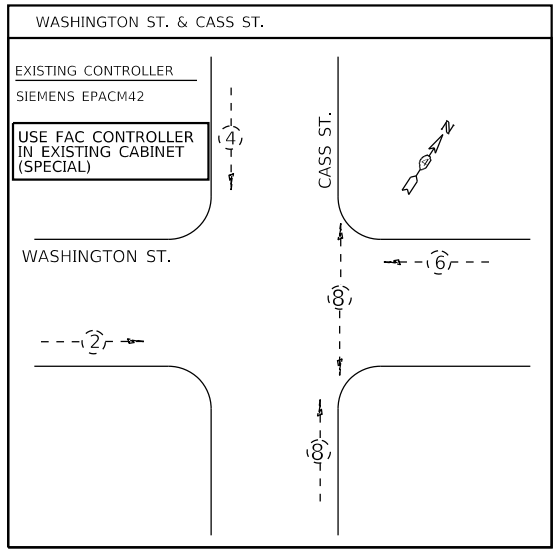 WASHINGTON ST. & CASS ST.
EXISTING CONTROLLER
SIEMENS EPACM42
USE FAC CONTROLLER
IN EXISTING CABINET
(SPECIAL)
4
CASS ST.
N
4
WASHINGTON ST.
6
8
2
8